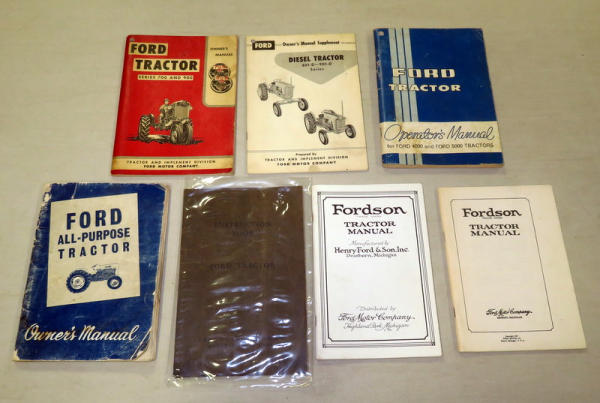 FORD
TRACTOR
OWNER'S
MANUAL
SERIES 700 AND 900
TRACTOR AND IMPLEMENT DIVISION
FORD MOTOR COMPANY
FORD
Owner's Manual Supplement
DIESEL TRACTOR
Series
Prepared by
TRACTOR AND IMPLEMENT DIVISION
FORD MOTOR COMPANY
FORD
TRACTOR
Operator's Manual
for FORD 4000 and FORD 5000 TRACTORS
FORD
ALL-PURPOSE
TRACTOR
Owner's Manual
INSTRUCTION
BOOK
FORD TRACTOR
Fordson
TRACTOR
MANUAL
Manufactured by
Henry Ford & Son, Inc.
Dearborn, Michigan
Distributed by
Ford Motor Company
Highland Park, Michigan
Fordson
TRACTOR
MANUAL
Ford Motor Company